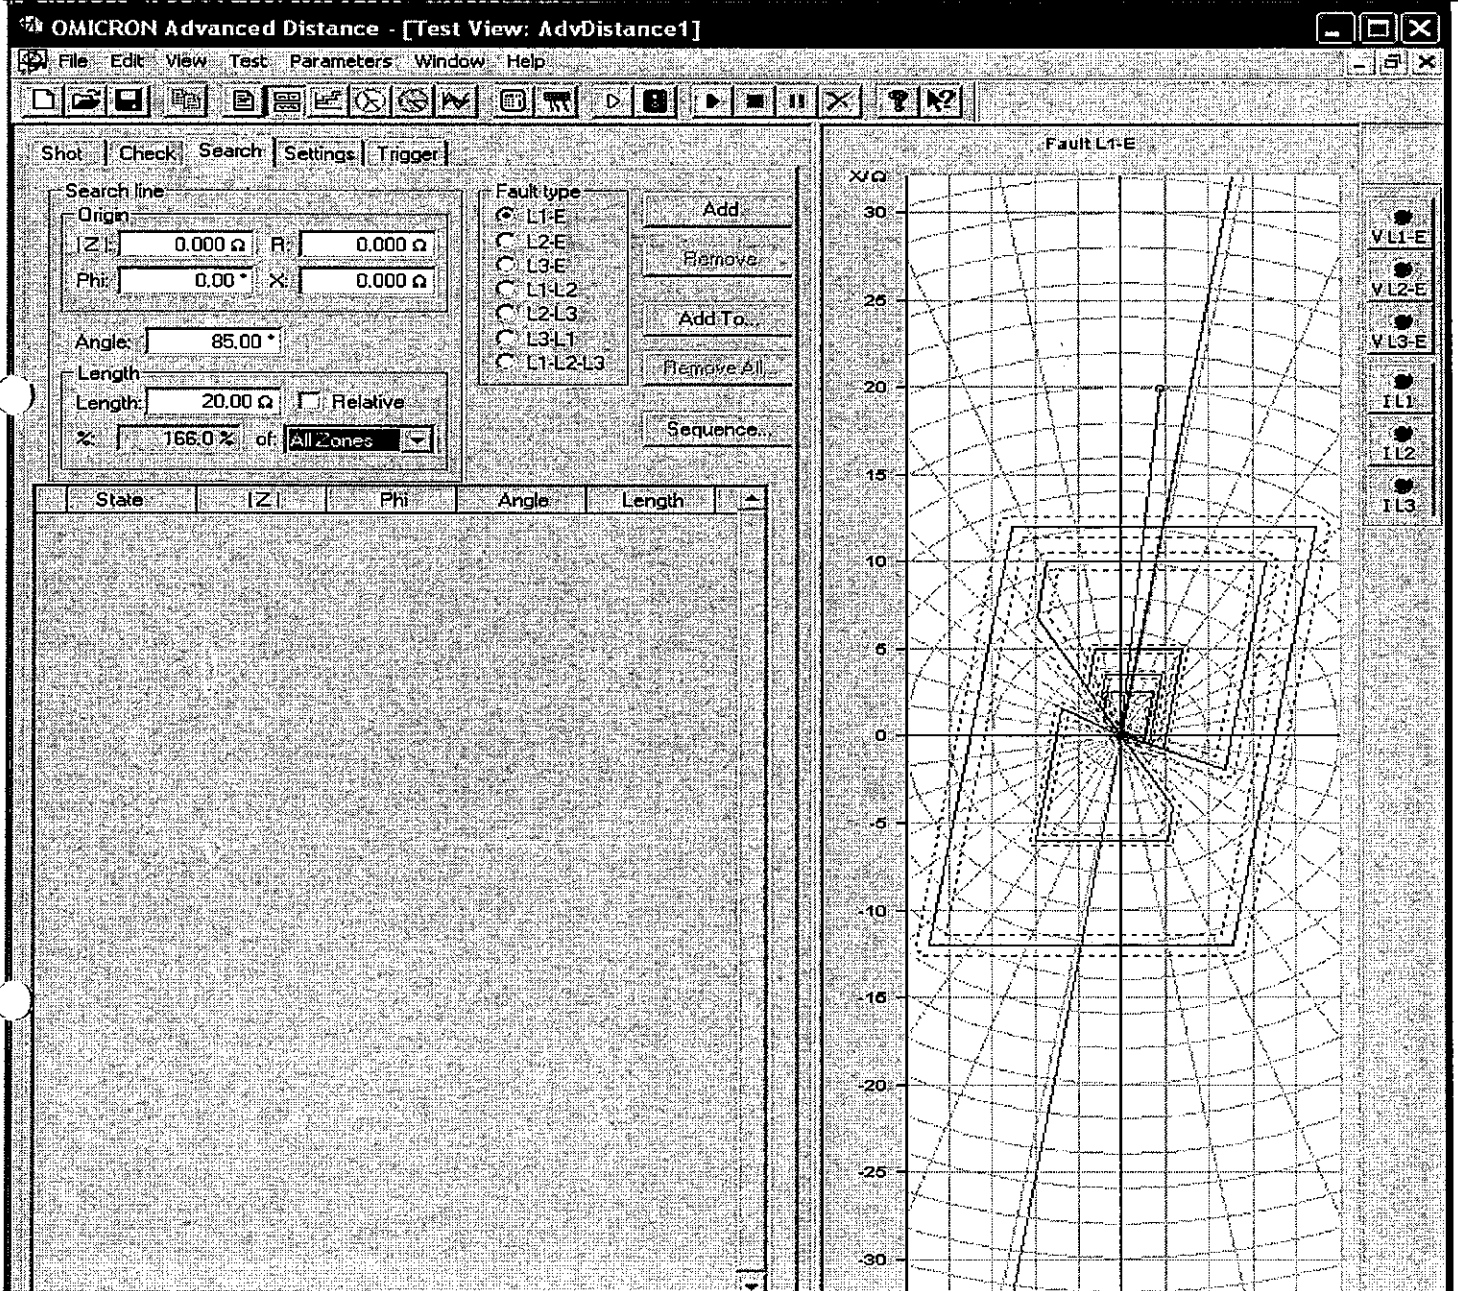 OMICRON Advanced Distance - [Test View: AdvDistance1]
File Edit View Test Parameters Window Help
Shot Check Search Settings Trigger
Search line
Origin
|Z|: 0.000 Ω R: 0.000 Ω
Phi: 0.00 ° X: 0.000 Ω
Angle: 85.00 °
Length
Length: 20.00 Ω Relative
%: 166.0 % of: All Zones
Fault type
L1-E
L2-E
L3-E
L1-L2
L2-L3
L3-L1
L1-L2-L3
Add
Remove
Add To...
Remove All...
Sequence...
State |Z| Phi Angle Length
Fault L1-E
X/Ω
30
25
20
15
10
5
0
-5
-10
-15
-20
-25
-30
V L1-E
V L2-E
V L3-E
I L1
I L2
I L3